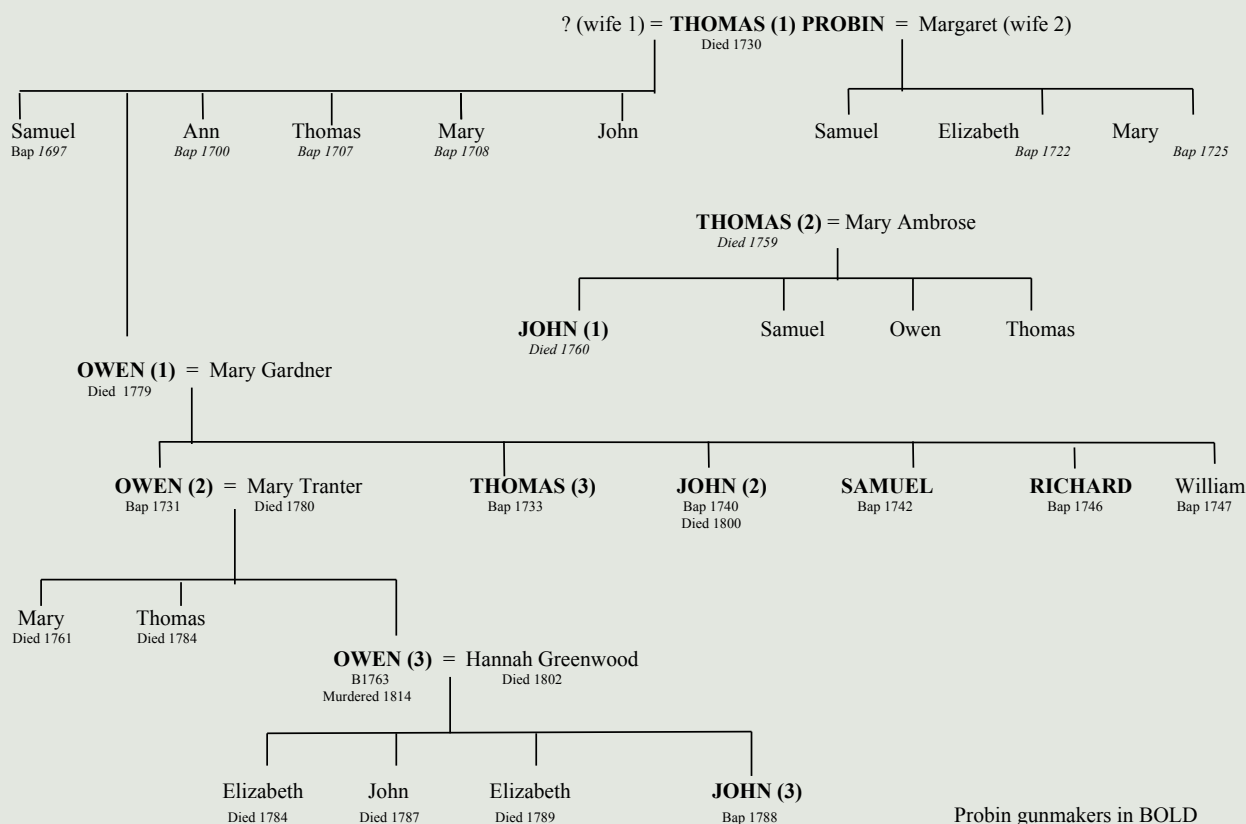 ? (wife 1) = THOMAS (1) PROBIN = Margaret (wife 2)
Died 1730
Samuel Ann Thomas Mary John Samuel Elizabeth Mary
Bap 1697 Bap 1700 Bap 1707 Bap 1708 Bap 1722 Bap 1725
THOMAS (2) = Mary Ambrose
Died 1759
JOHN (1) Samuel Owen Thomas
Died 1760
OWEN (1) = Mary Gardner
Died 1779
OWEN (2) = Mary Tranter THOMAS (3) JOHN (2) SAMUEL RICHARD William
Bap 1731 Died 1780 Bap 1733 Bap 1740 Bap 1742 Bap 1746 Bap 1747
Died 1800
Mary Thomas
Died 1761 Died 1784
OWEN (3) = Hannah Greenwood
B1763 Died 1802
Murdered 1814
Elizabeth John Elizabeth JOHN (3)
Died 1784 Died 1787 Died 1789 Bap 1788
Probin gunmakers in BOLD